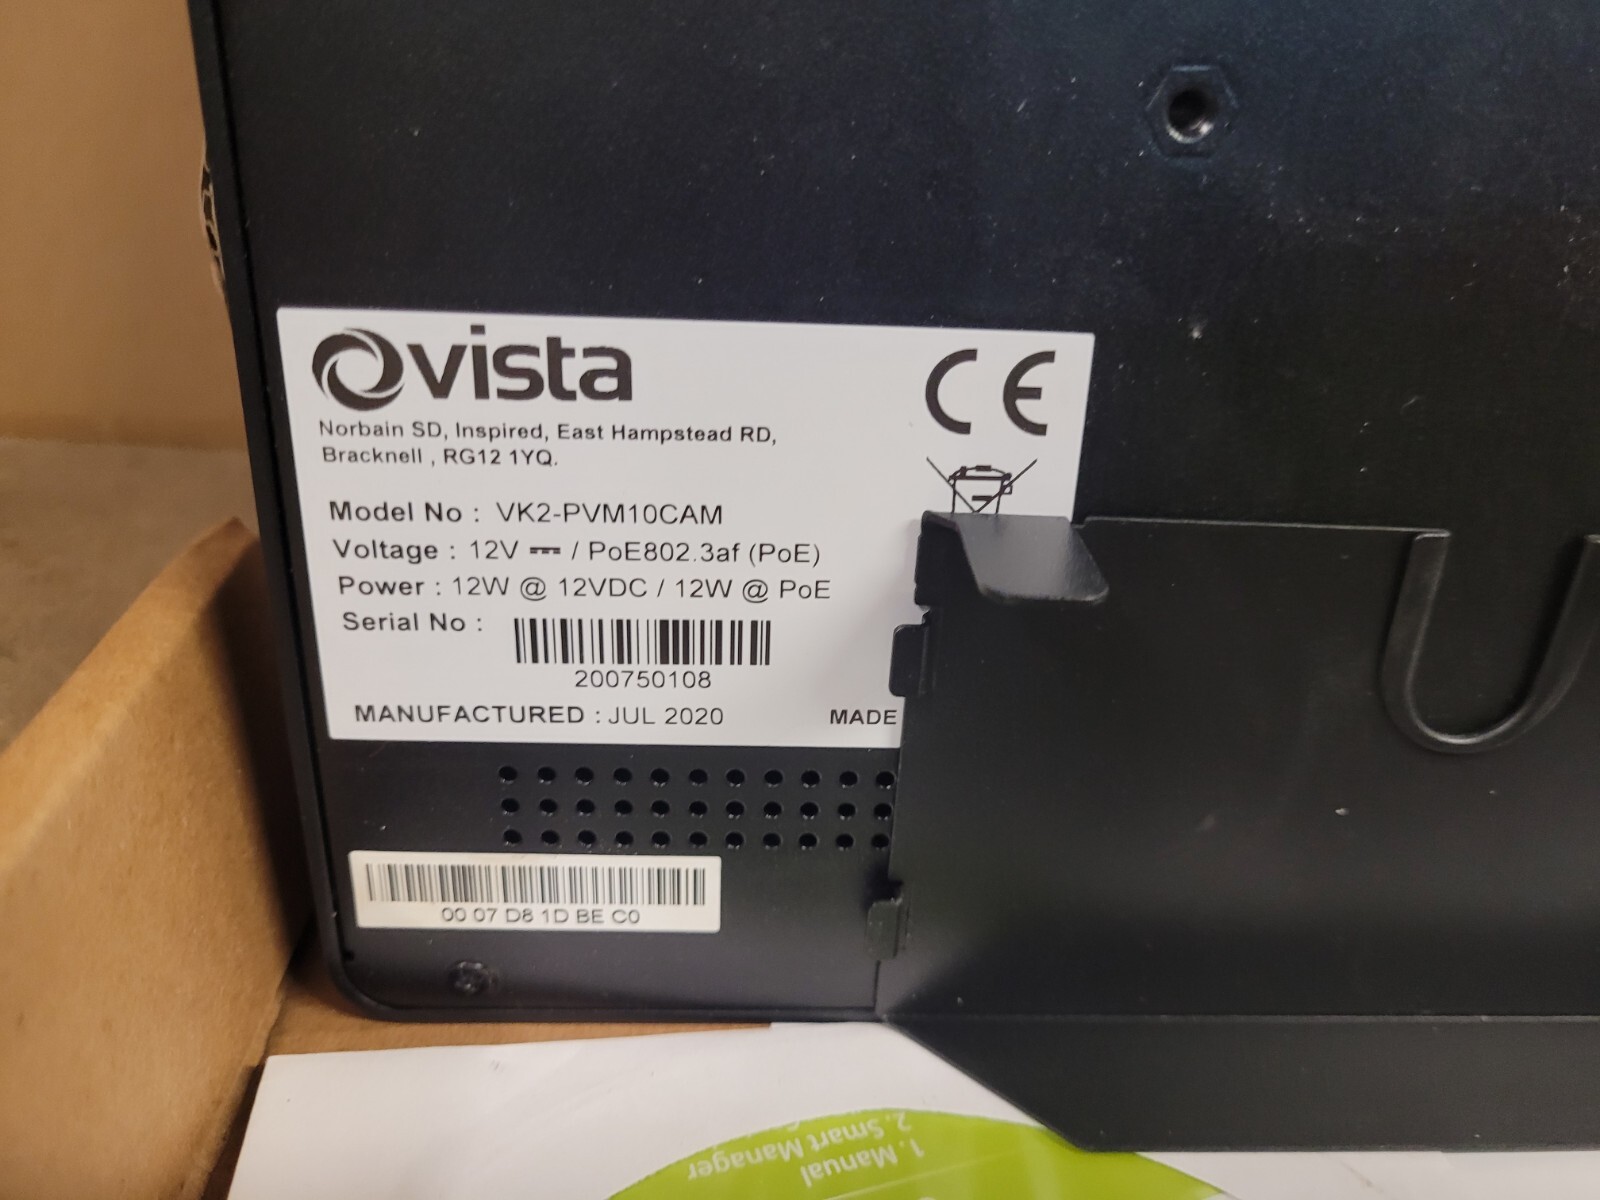 vista
CE
Norbain SD, Inspired, East Hampstead RD,
Bracknell , RG12 1YQ.
Model No : VK2-PVM10CAM
Voltage : 12V ⎓ / PoE802.3af (PoE)
Power : 12W @ 12VDC / 12W @ PoE
Serial No :
200750108
MANUFACTURED : JUL 2020
MADE
00 07 D8 1D BE C0
1. Manual
2. Smart Manager